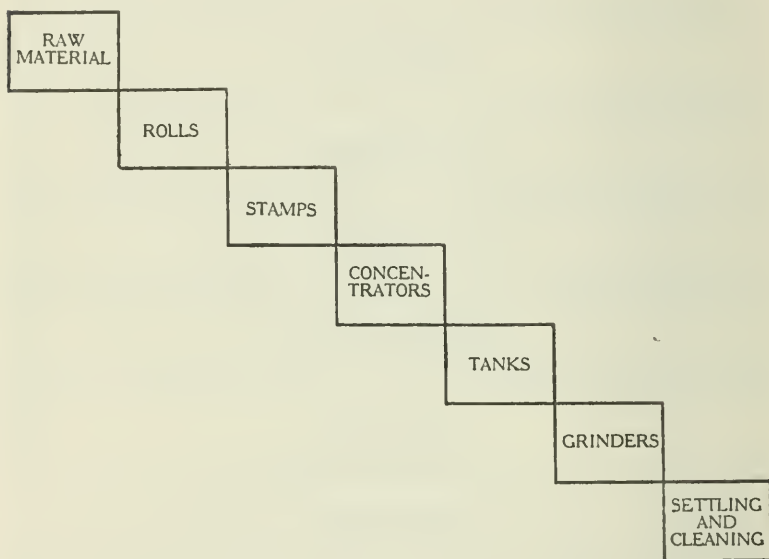 RAW
MATERIAL
ROLLS
STAMPS
CONCEN-
TRATORS
TANKS
GRINDERS
SETTLING
AND
CLEANING